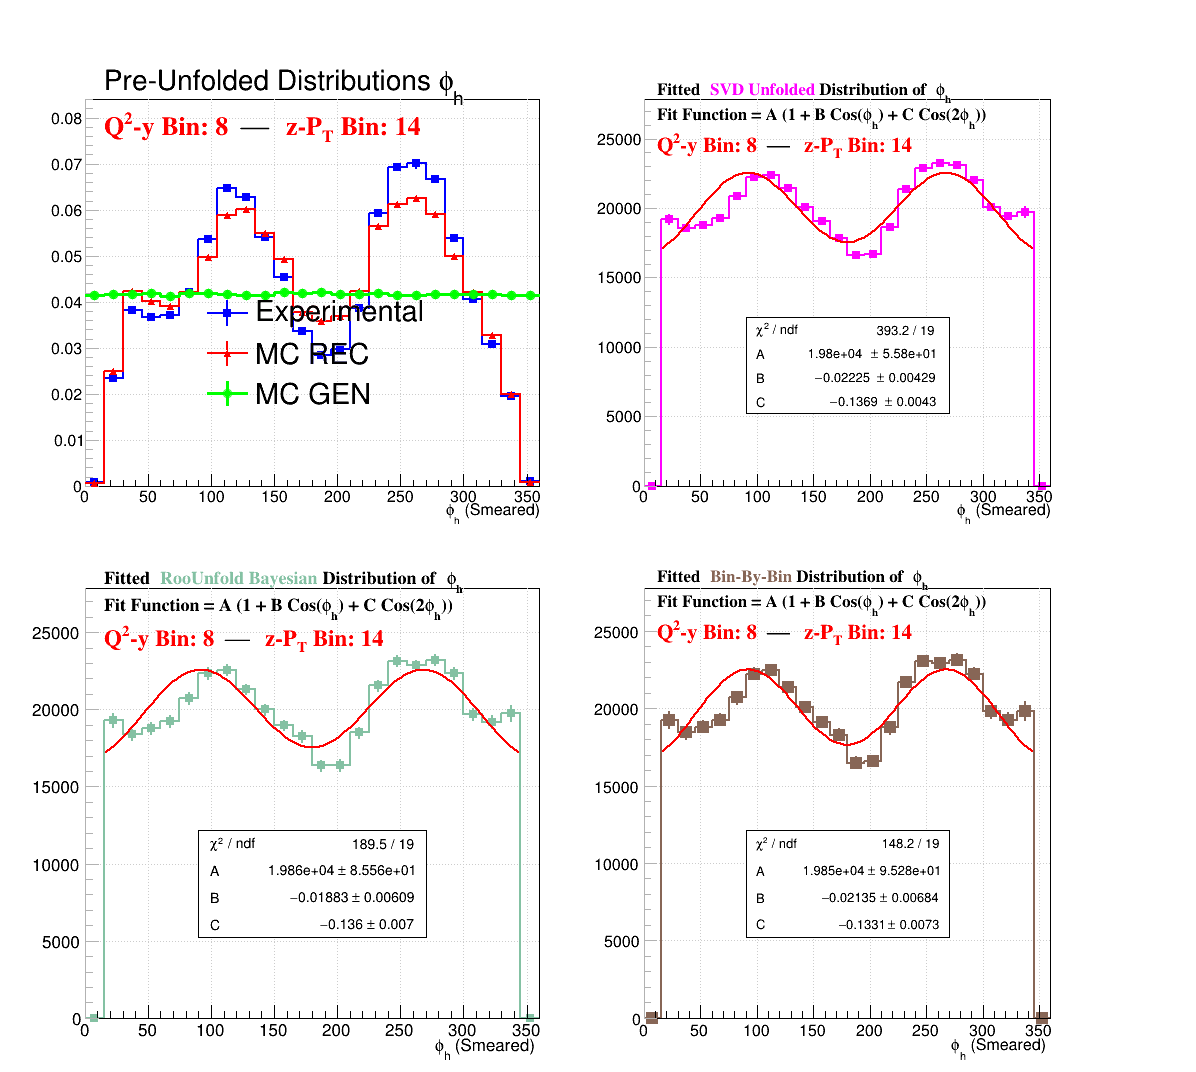 Pre-Unfolded Distributions ϕh
Q2-y Bin: 8 — z-PT Bin: 14
0.08
0.07
0.06
0.05
0.04
0.03
0.02
0.01
0
Experimental
MC REC
MC GEN
0 50 100 150 200 250 300 350
ϕh (Smeared)
Fitted SVD Unfolded Distribution of ϕh
Fit Function = A (1 + B Cos(ϕh) + C Cos(2ϕh))
Q2-y Bin: 8 — z-PT Bin: 14
25000
20000
15000
10000
5000
0
χ2 / ndf 393.2 / 19
A 1.98e+04 ± 5.58e+01
B −0.02225 ± 0.00429
C −0.1369 ± 0.0043
0 50 100 150 200 250 300 350
ϕh (Smeared)
Fitted RooUnfold Bayesian Distribution of ϕh
Fit Function = A (1 + B Cos(ϕh) + C Cos(2ϕh))
Q2-y Bin: 8 — z-PT Bin: 14
25000
20000
15000
10000
5000
0
χ2 / ndf 189.5 / 19
A 1.986e+04 ± 8.556e+01
B −0.01883 ± 0.00609
C −0.136 ± 0.007
0 50 100 150 200 250 300 350
ϕh (Smeared)
Fitted Bin-By-Bin Distribution of ϕh
Fit Function = A (1 + B Cos(ϕh) + C Cos(2ϕh))
Q2-y Bin: 8 — z-PT Bin: 14
25000
20000
15000
10000
5000
0
χ2 / ndf 148.2 / 19
A 1.985e+04 ± 9.528e+01
B −0.02135 ± 0.00684
C −0.1331 ± 0.0073
0 50 100 150 200 250 300 350
ϕh (Smeared)